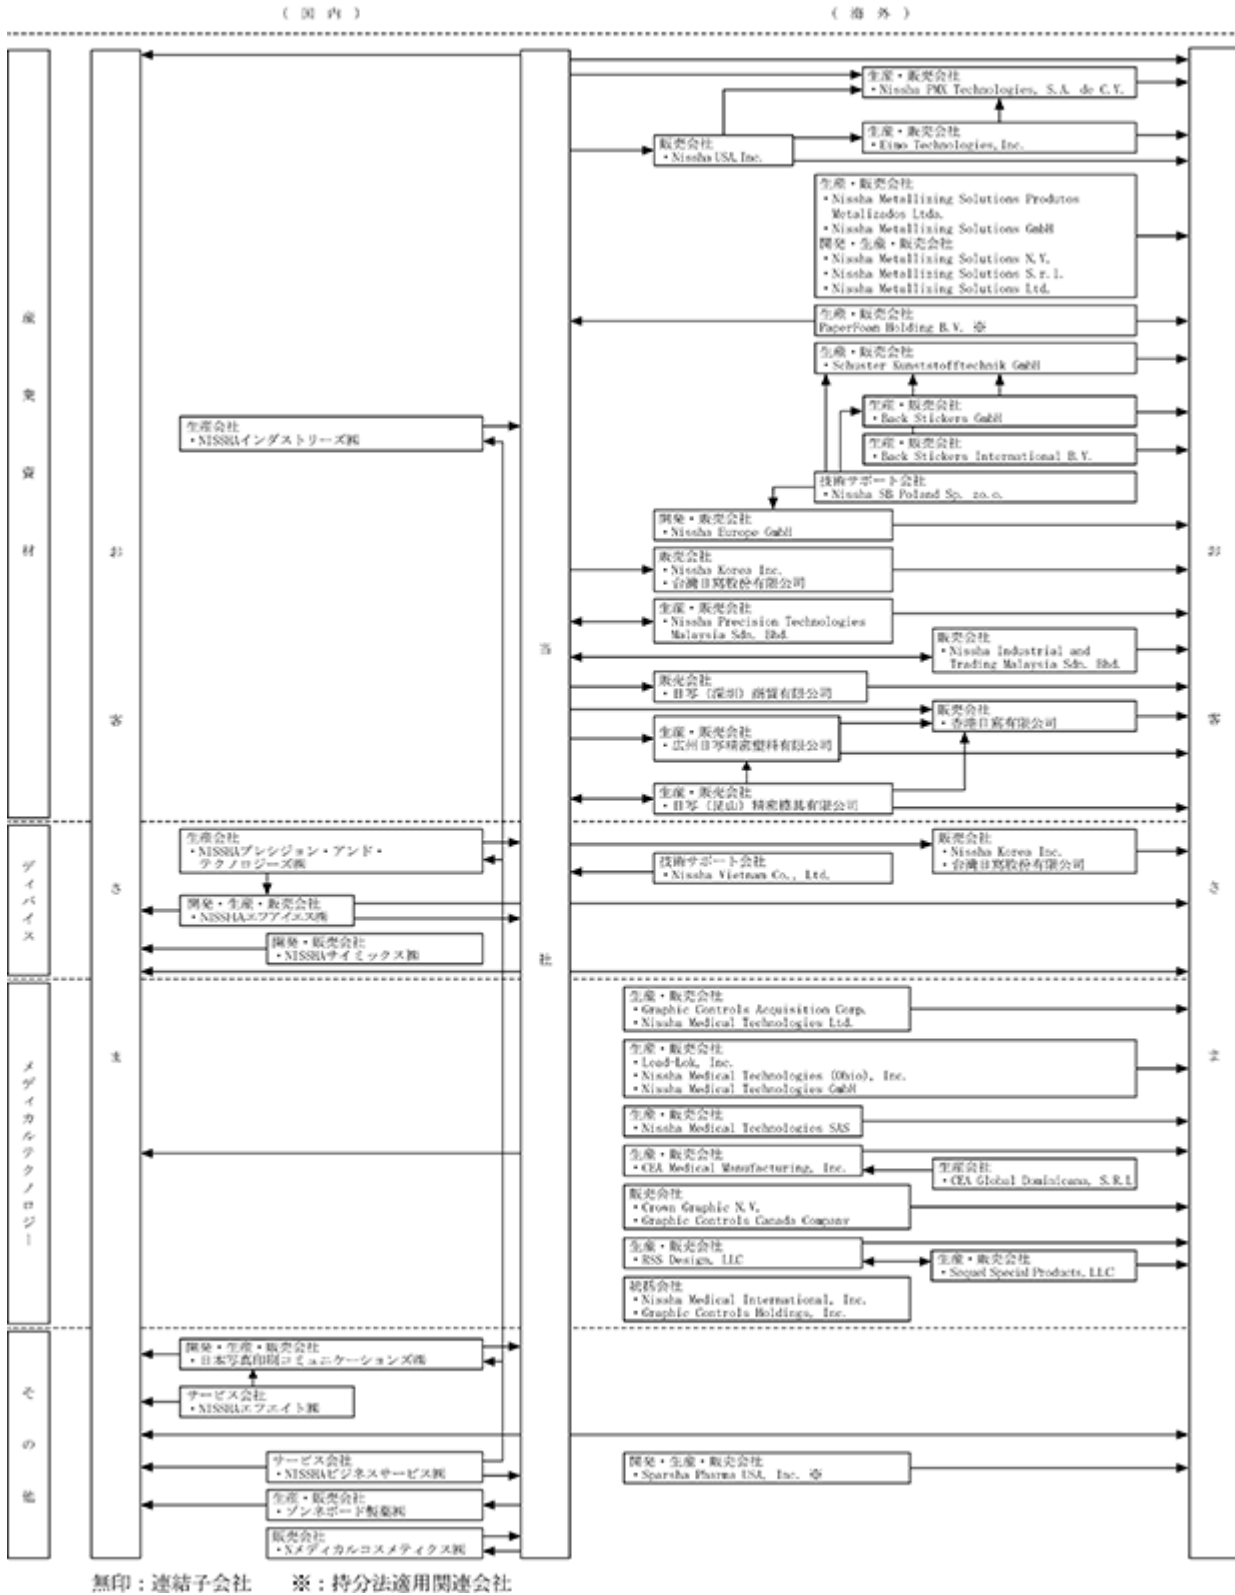 （ 国 内 ）
（ 海 外 ）
産業資材
お客さま
当社
お客さま
生産・販売会社
・Nissha PMX Technologies, S.A. de C.V.
生産・販売会社
・Eimo Technologies, Inc.
販売会社
・Nissha USA, Inc.
生産・販売会社
・Nissha Metallizing Solutions Produtos
Metalizados Ltda.
・Nissha Metallizing Solutions GmbH
開発・生産・販売会社
・Nissha Metallizing Solutions N.V.
・Nissha Metallizing Solutions S.r.l.
・Nissha Metallizing Solutions Ltd.
生産・販売会社
PaperFoam Holding B.V. ※
生産・販売会社
・Schuster Kunststofftechnik GmbH
生産会社
・NISSHAインダストリーズ㈱
生産・販売会社
・Back Stickers GmbH
生産・販売会社
・Back Stickers International B.V.
技術サポート会社
・Nissha SB Poland Sp. zo.o.
開発・販売会社
・Nissha Europe GmbH
販売会社
・Nissha Korea Inc.
・台灣日寫股份有限公司
生産・販売会社
・Nissha Precision Technologies
Malaysia Sdn. Bhd.
販売会社
・Nissha Industrial and
Trading Malaysia Sdn. Bhd.
販売会社
・日写（深圳）商貿有限公司
販売会社
・香港日寫有限公司
生産・販売会社
・広州日写精密塑料有限公司
生産・販売会社
・日写（昆山）精密模具有限公司
デバイス
生産会社
・NISSHAプレシジョン・アンド・
テクノロジーズ㈱
販売会社
・Nissha Korea Inc.
・台灣日寫股份有限公司
技術サポート会社
・Nissha Vietnam Co., Ltd.
開発・生産・販売会社
・NISSHAエフアイエス㈱
開発・販売会社
・NISSHAサイミックス㈱
メディカルテクノロジー
生産・販売会社
・Graphic Controls Acquisition Corp.
・Nissha Medical Technologies Ltd.
生産・販売会社
・Lead-Lok, Inc.
・Nissha Medical Technologies (Ohio), Inc.
・Nissha Medical Technologies GmbH
生産・販売会社
・Nissha Medical Technologies SAS
生産・販売会社
・CEA Medical Manufacturing, Inc.
生産会社
・CEA Global Dominicana, S.R.L
販売会社
・Crown Graphic N.V.
・Graphic Controls Canada Company
生産・販売会社
・RSS Design, LLC
生産・販売会社
・Sequel Special Products, LLC
統括会社
・Nissha Medical International, Inc.
・Graphic Controls Holdings, Inc.
その他
開発・生産・販売会社
・日本写真印刷コミュニケーションズ㈱
サービス会社
・NISSHAエフエイト㈱
サービス会社
・NISSHAビジネスサービス㈱
開発・生産・販売会社
・Sparsha Pharma USA, Inc. ※
生産・販売会社
・ゾンネボード製薬㈱
販売会社
・Nメディカルコスメティクス㈱
無印：連結子会社　※：持分法適用関連会社